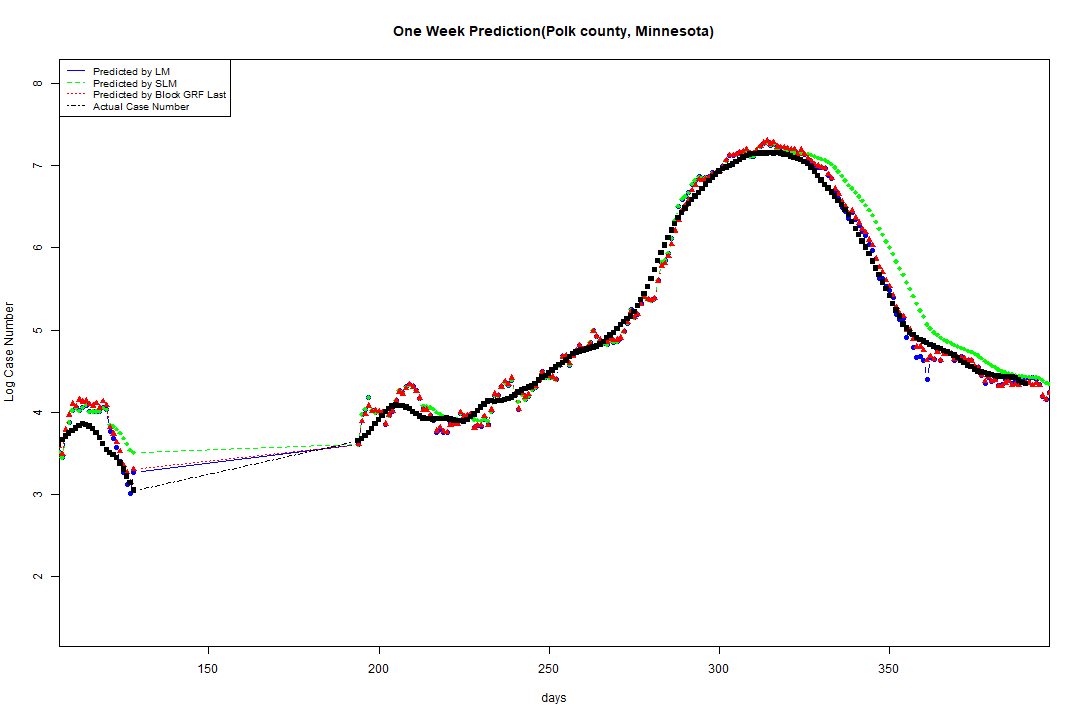 One Week Prediction(Polk county, Minnesota)
Predicted by LM
Predicted by SLM
Predicted by Block GRF Last
Actual Case Number
8
7
6
5
4
3
2
Log Case Number
150 200 250 300 350
days